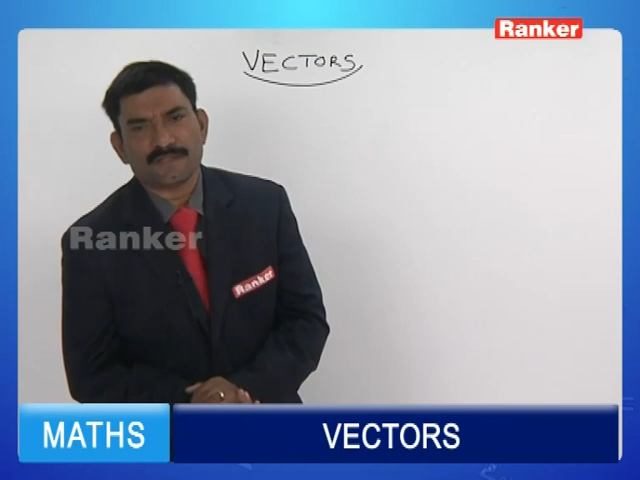 Ranker
VECTORS
Ranker
Ranker
MATHS
VECTORS